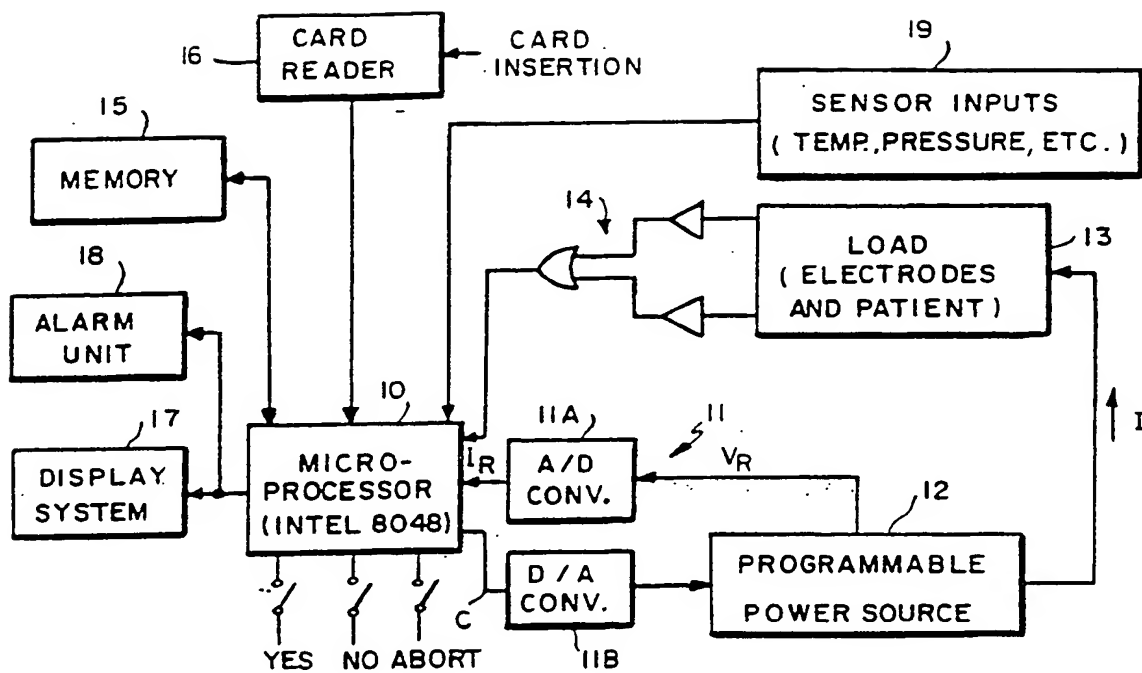 16
CARD
READER
CARD
INSERTION
19
SENSOR INPUTS
( TEMP., PRESSURE, ETC. )
15
MEMORY
14
LOAD
( ELECTRODES
AND PATIENT )
13
18
ALARM
UNIT
17
DISPLAY
SYSTEM
10
MICRO-
PROCESSOR
(INTEL 8048)
I_R
11A
A/D
CONV.
11
V_R
I
12
PROGRAMMABLE
POWER SOURCE
C
D/A
CONV.
11B
YES NO ABORT